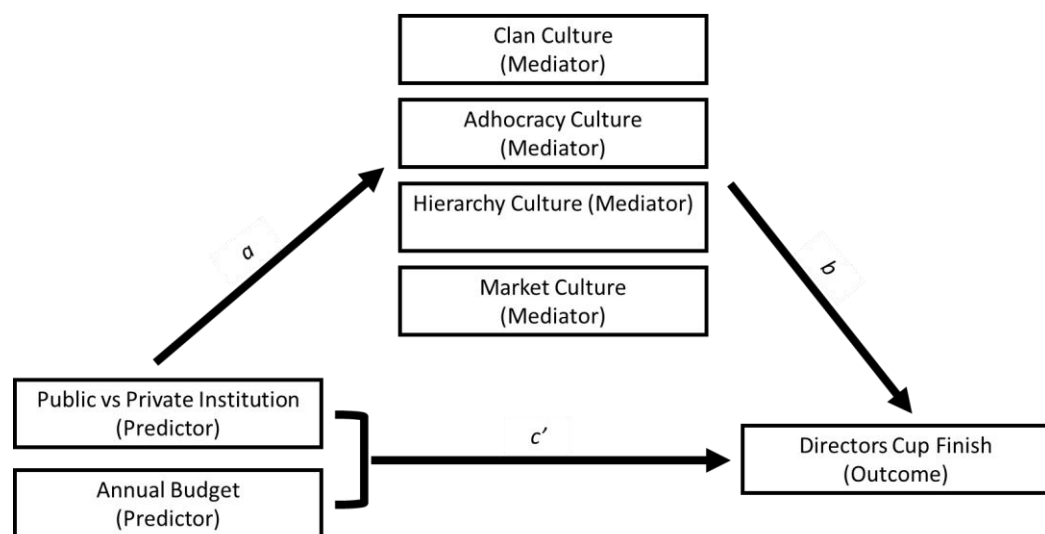 Clan Culture
(Mediator)
Adhocracy Culture
(Mediator)
Hierarchy Culture (Mediator)
Market Culture
(Mediator)
a
b
Public vs Private Institution
(Predictor)
Annual Budget
(Predictor)
c’
Directors Cup Finish
(Outcome)